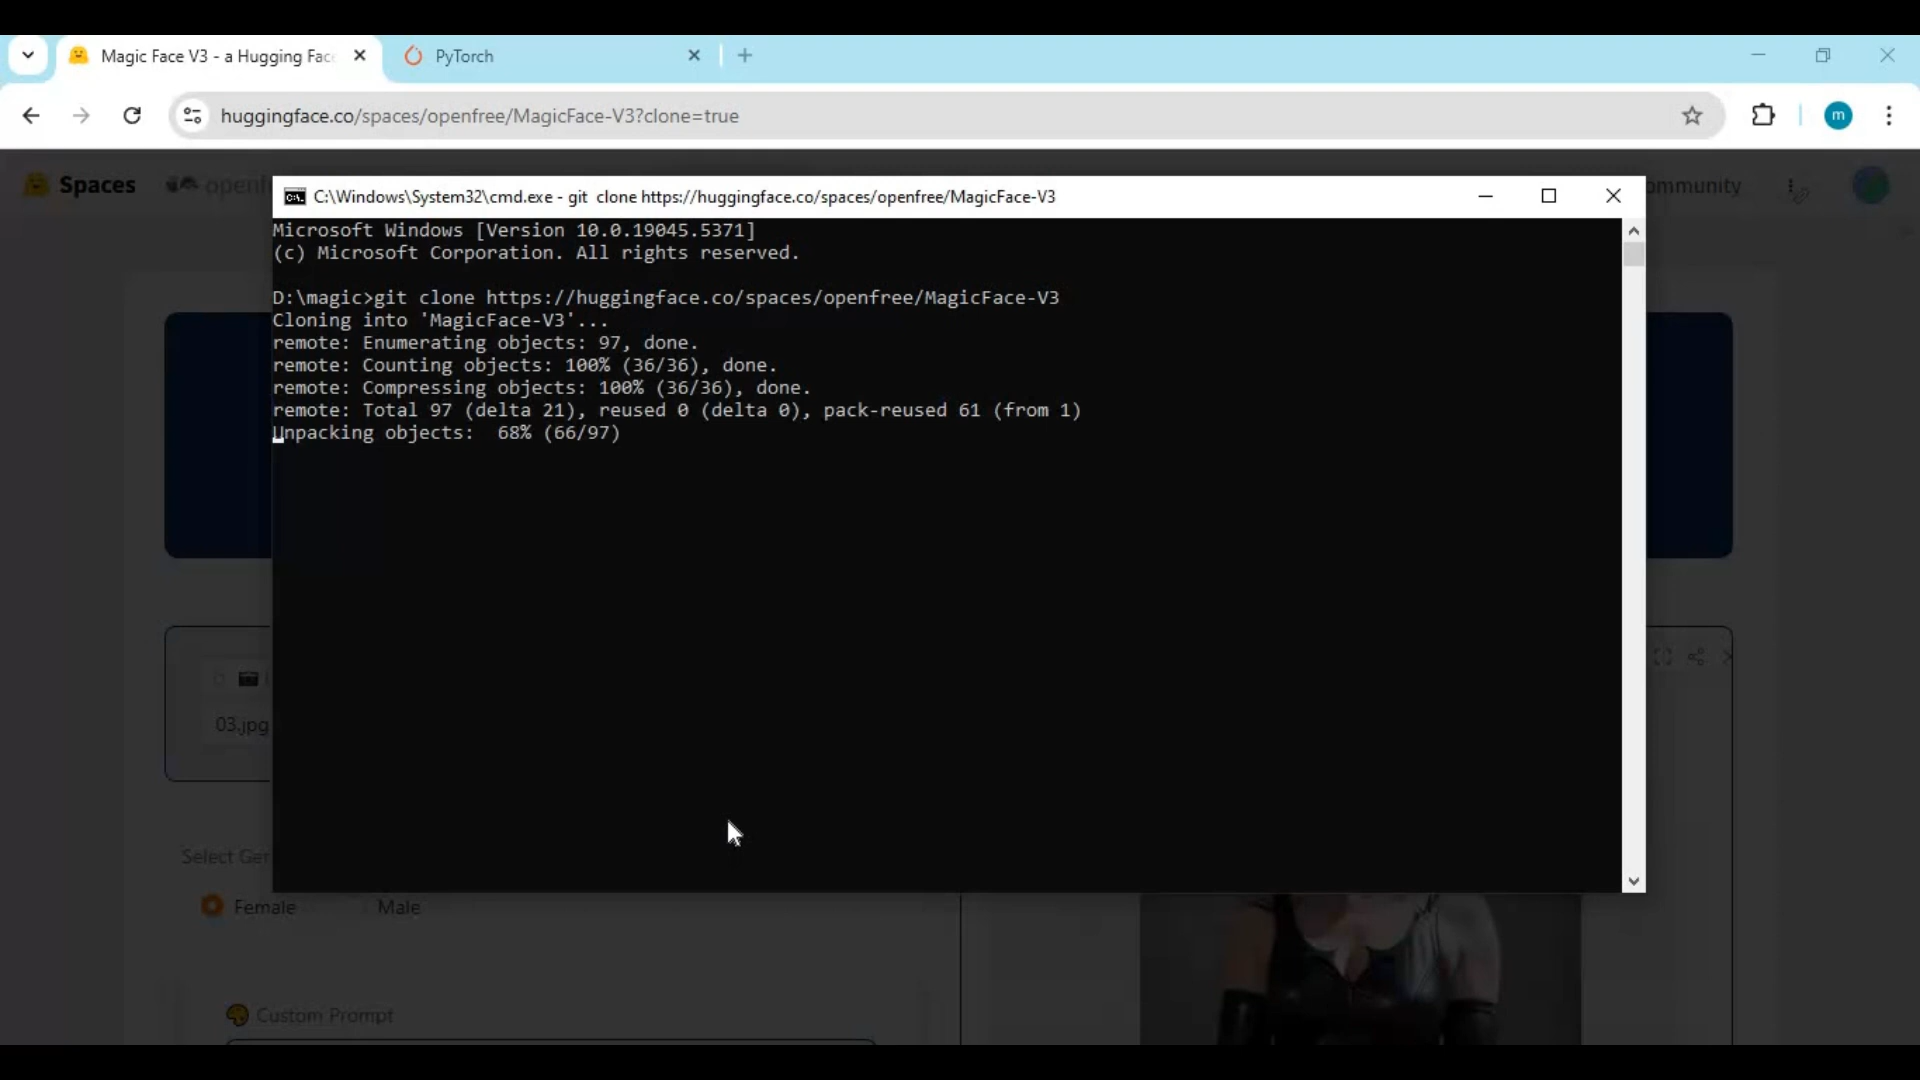 Magic Face V3 - a Hugging Fac
PyTorch
huggingface.co/spaces/openfree/MagicFace-V3?clone=true
m
Spaces
C:\Windows\System32\cmd.exe - git clone https://huggingface.co/spaces/openfree/MagicFace-V3
Microsoft Windows [Version 10.0.19045.5371]
(c) Microsoft Corporation. All rights reserved.
D:\magic>git clone https://huggingface.co/spaces/openfree/MagicFace-V3
Cloning into 'MagicFace-V3'...
remote: Enumerating objects: 97, done.
remote: Counting objects: 100% (36/36), done.
remote: Compressing objects: 100% (36/36), done.
remote: Total 97 (delta 21), reused 0 (delta 0), pack-reused 61 (from 1)
Unpacking objects:  68% (66/97)
03.jpg
Select Ger
Female Male
Custom Prompt